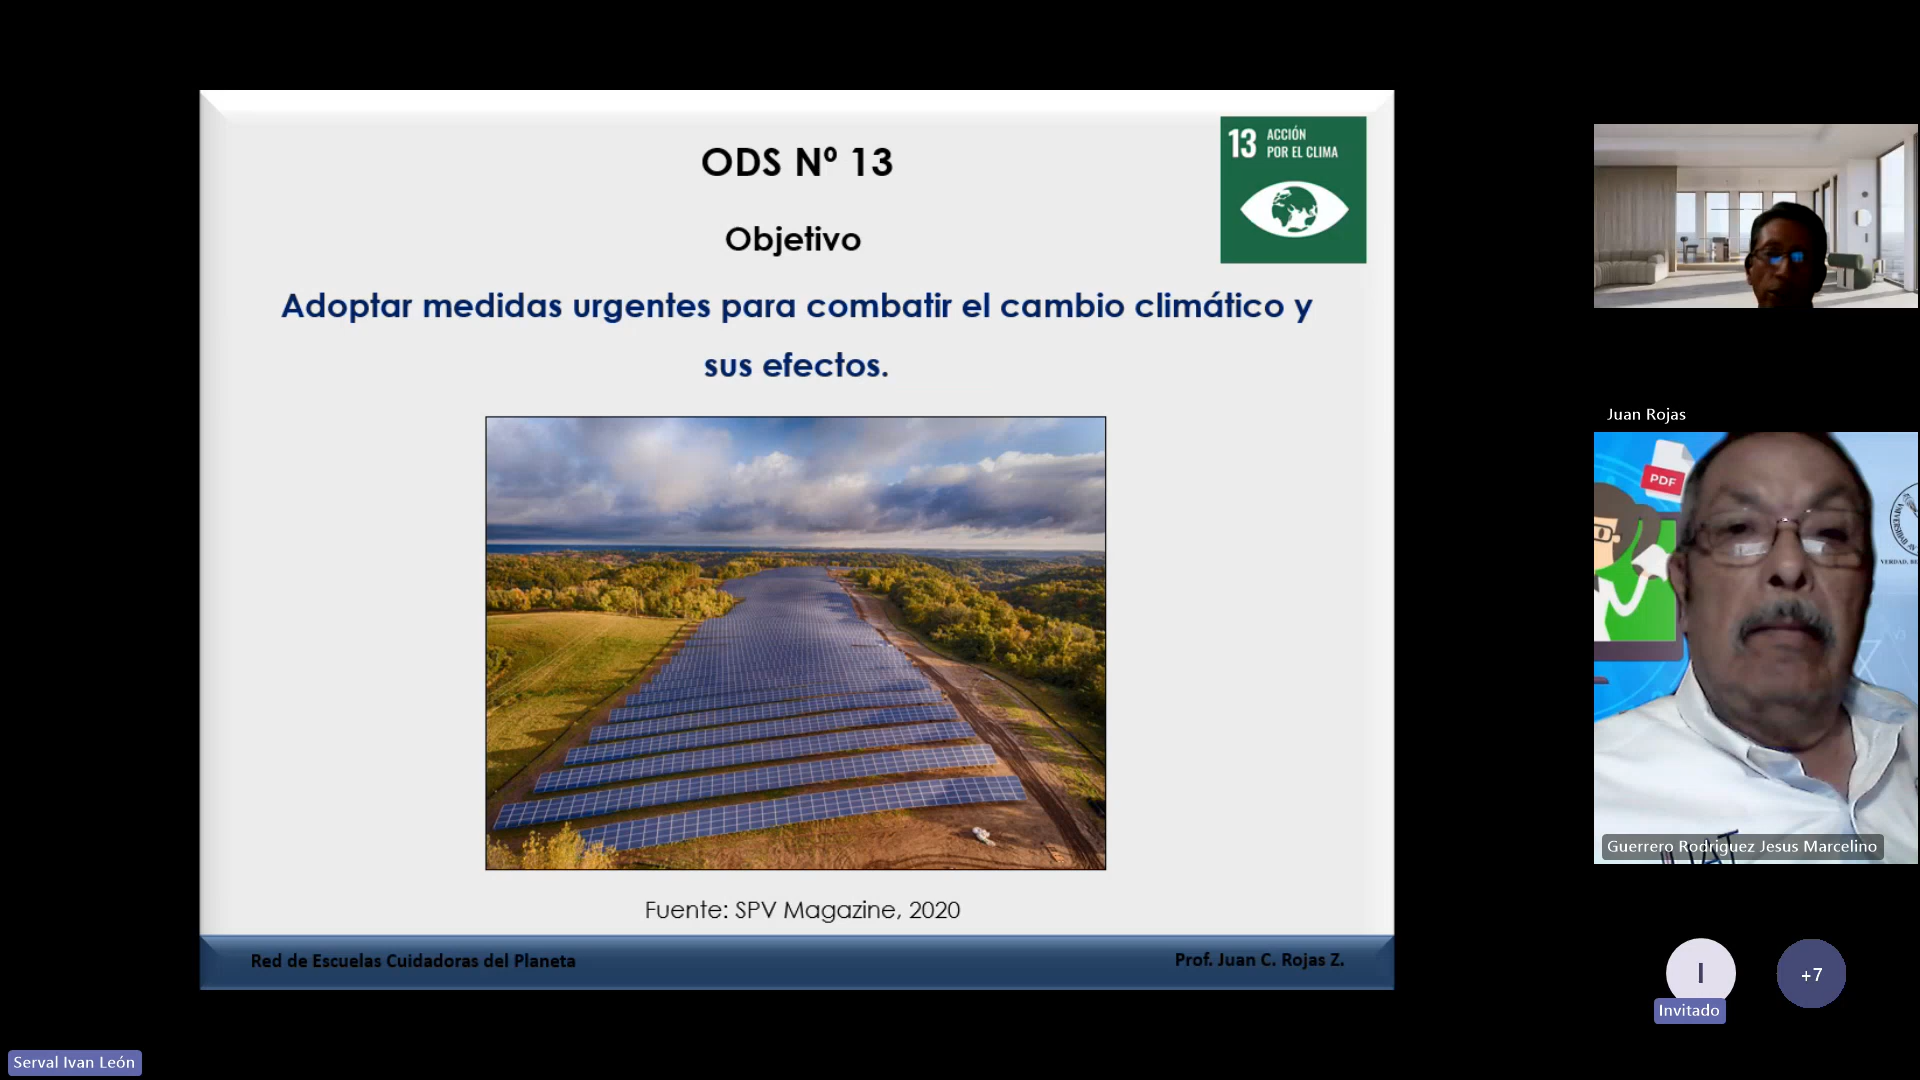 ODS Nº 13
13 ACCIÓN
POR EL CLIMA
Objetivo
Adoptar medidas urgentes para combatir el cambio climático y
sus efectos.
Fuente: SPV Magazine, 2020
Red de Escuelas Cuidadoras del Planeta
Prof. Juan C. Rojas Z.
Juan Rojas
PDF
VERDAD,
UAT
Guerrero Rodriguez Jesus Marcelino
I
Invitado
+7
Serval Ivan León